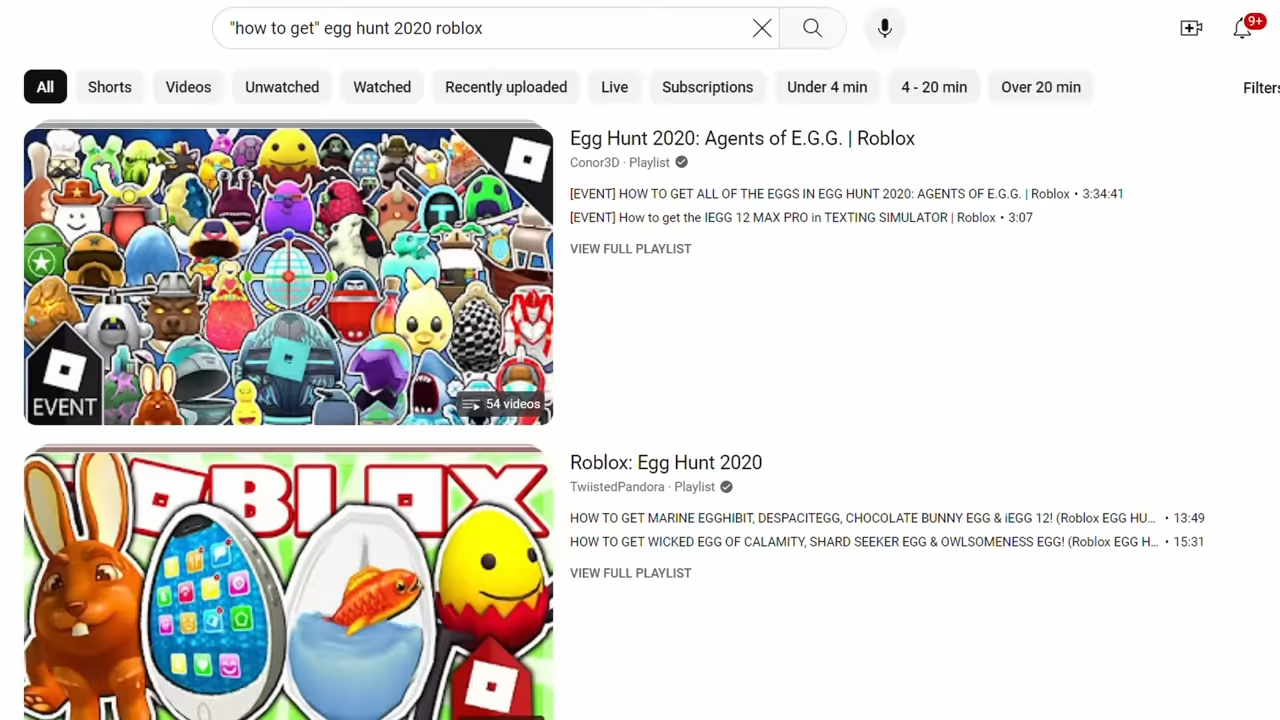 "how to get" egg hunt 2020 roblox
9+
All
Shorts
Videos
Unwatched
Watched
Recently uploaded
Live
Subscriptions
Under 4 min
4 - 20 min
Over 20 min
Filters
EVENT
54 videos
Egg Hunt 2020: Agents of E.G.G. | Roblox
Conor3D · Playlist
[EVENT] HOW TO GET ALL OF THE EGGS IN EGG HUNT 2020: AGENTS OF E.G.G. | Roblox • 3:34:41
[EVENT] How to get the IEGG 12 MAX PRO in TEXTING SIMULATOR | Roblox • 3:07
VIEW FULL PLAYLIST
ROBLOX
Roblox: Egg Hunt 2020
TwiistedPandora · Playlist
HOW TO GET MARINE EGGHIBIT, DESPACITEGG, CHOCOLATE BUNNY EGG & iEGG 12! (Roblox EGG HU... • 13:49
HOW TO GET WICKED EGG OF CALAMITY, SHARD SEEKER EGG & OWLSOMENESS EGG! (Roblox EGG H... • 15:31
VIEW FULL PLAYLIST